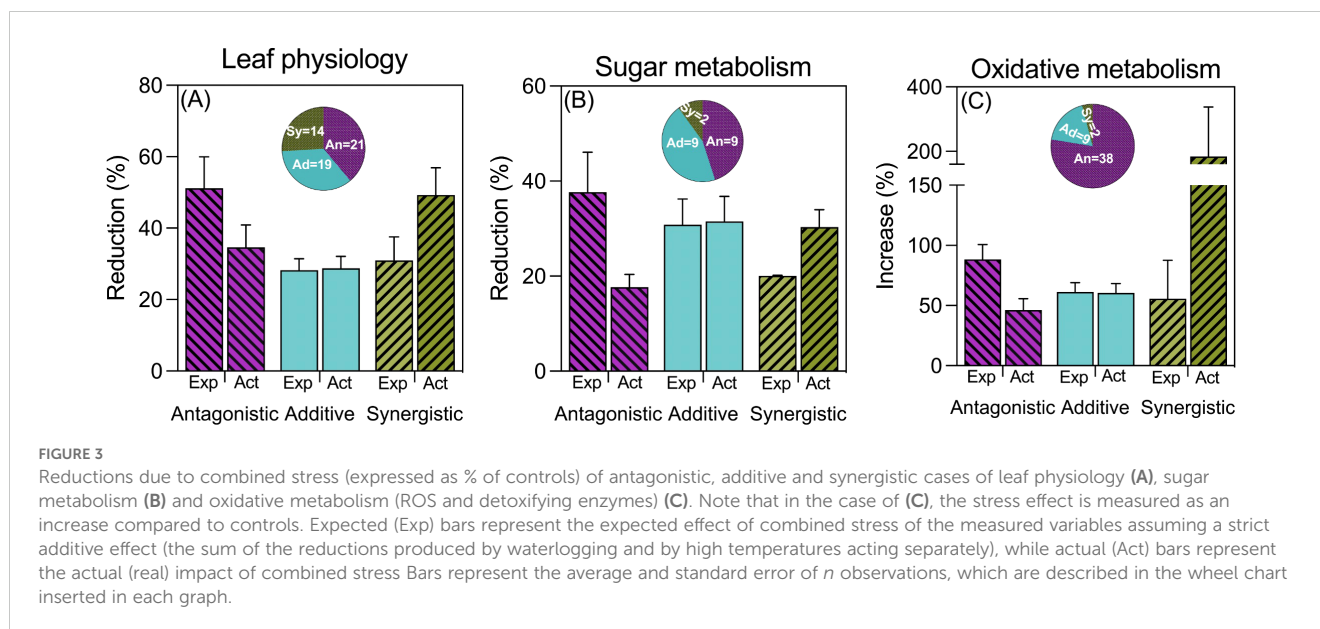 Leaf physiology
Sugar metabolism
Oxidative metabolism
(A)
80
60
40
20
0
Reduction (%)
Sy=14
An=21
Ad=19
Exp Act Exp Act Exp Act
Antagonistic Additive Synergistic
(B)
60
40
20
0
Reduction (%)
Sy=2
Ad=9
An=9
Exp Act Exp Act Exp Act
Antagonistic Additive Synergistic
(C)
400
200
150
100
50
0
Increase (%)
Sy=2
Ad=9
An=38
Exp Act Exp Act Exp Act
Antagonistic Additive Synergistic
FIGURE 3
Reductions due to combined stress (expressed as % of controls) of antagonistic, additive and synergistic cases of leaf physiology (A), sugar
metabolism (B) and oxidative metabolism (ROS and detoxifying enzymes) (C). Note that in the case of (C), the stress effect is measured as an
increase compared to controls. Expected (Exp) bars represent the expected effect of combined stress of the measured variables assuming a strict
additive effect (the sum of the reductions produced by waterlogging and by high temperatures acting separately), while actual (Act) bars represent
the actual (real) impact of combined stress Bars represent the average and standard error of n observations, which are described in the wheel chart
inserted in each graph.